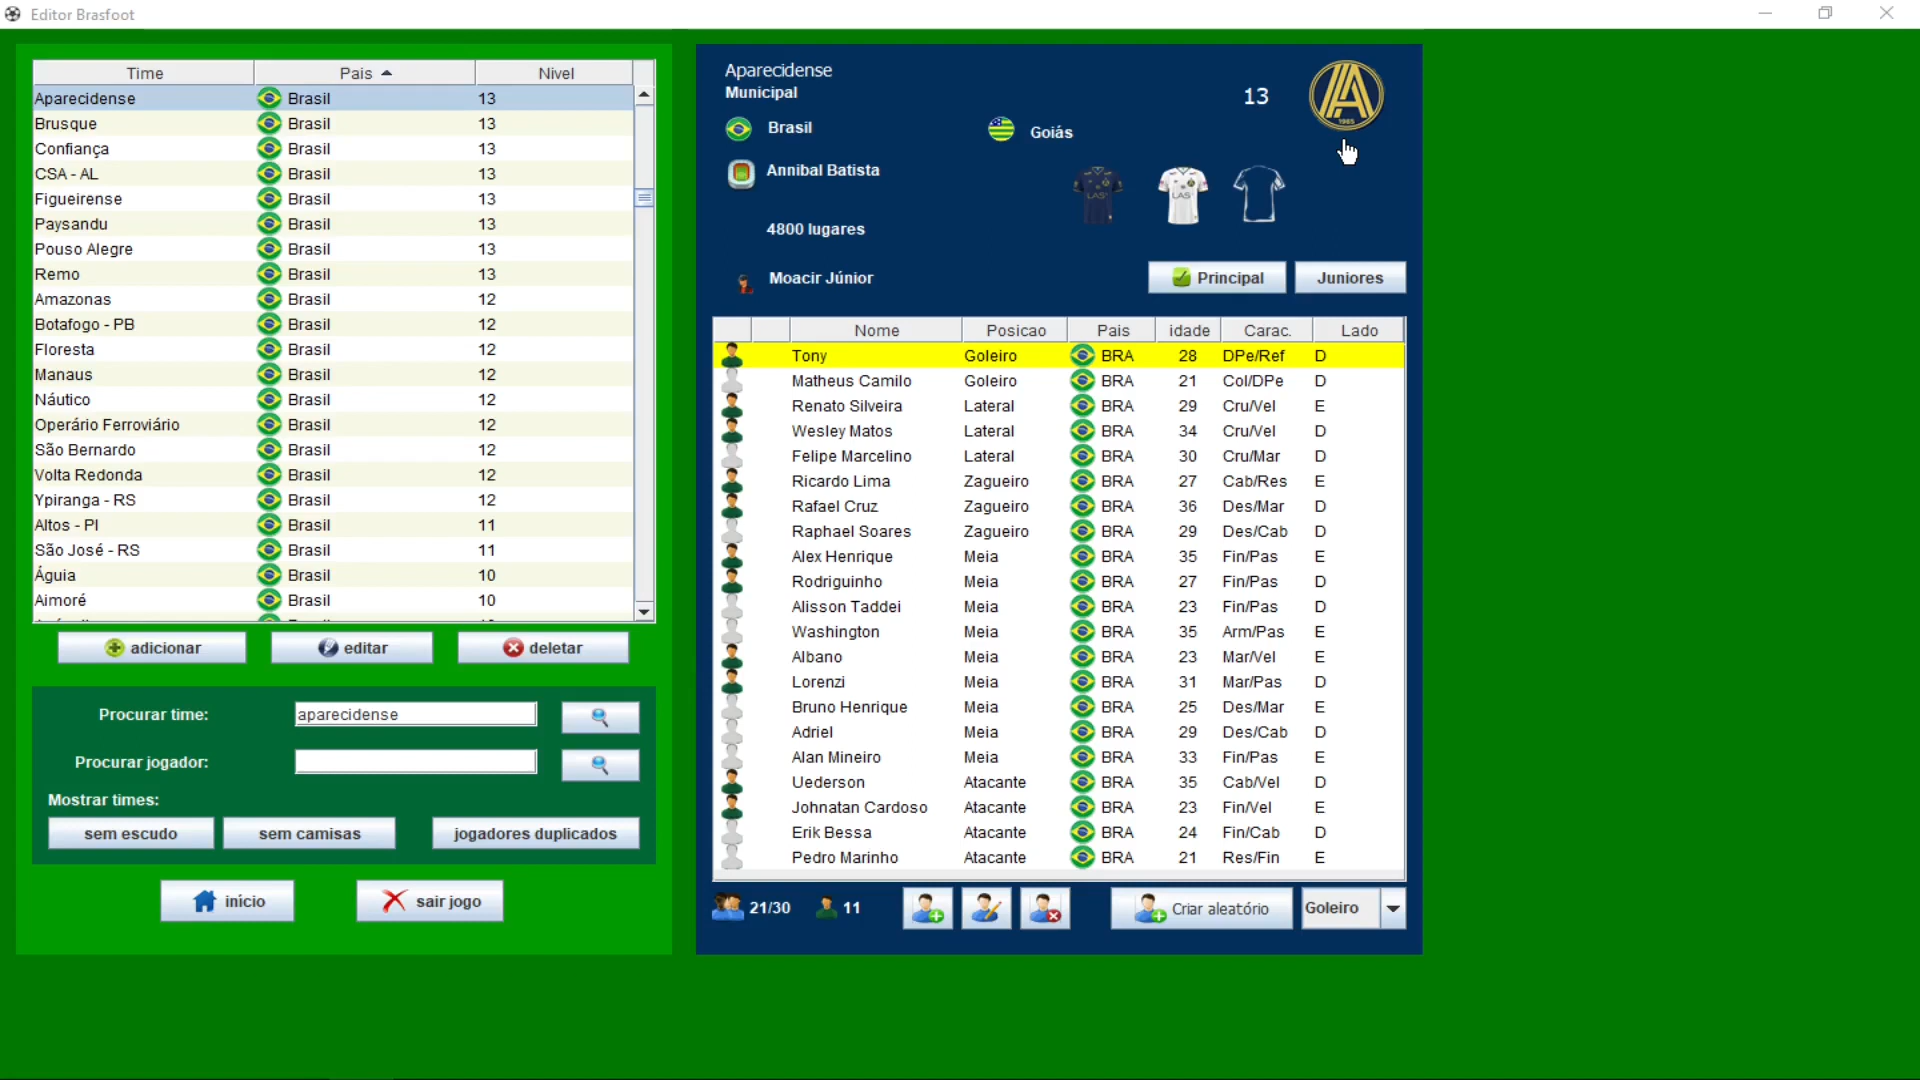 Editor Brasfoot
Time Pais Nivel
Aparecidense Brasil 13
Brusque Brasil 13
Confiança Brasil 13
CSA - AL Brasil 13
Figueirense Brasil 13
Paysandu Brasil 13
Pouso Alegre Brasil 13
Remo Brasil 13
Amazonas Brasil 12
Botafogo - PB Brasil 12
Floresta Brasil 12
Manaus Brasil 12
Náutico Brasil 12
Operário Ferroviário Brasil 12
São Bernardo Brasil 12
Volta Redonda Brasil 12
Ypiranga - RS Brasil 12
Altos - PI Brasil 11
São José - RS Brasil 11
Águia Brasil 10
Aimoré Brasil 10
adicionar editar deletar
Procurar time: aparecidense
Procurar jogador:
Mostrar times:
sem escudo sem camisas jogadores duplicados
início sair jogo
Aparecidense
Municipal
13
1985
Brasil Goiás
Annibal Batista
LAS LAS
4800 lugares
Moacir Júnior
Principal Juniores
Nome Posicao Pais idade Carac. Lado
Tony Goleiro BRA 28 DPe/Ref D
Matheus Camilo Goleiro BRA 21 Col/DPe D
Renato Silveira Lateral BRA 29 Cru/Vel E
Wesley Matos Lateral BRA 34 Cru/Vel D
Felipe Marcelino Lateral BRA 30 Cru/Mar D
Ricardo Lima Zagueiro BRA 27 Cab/Res E
Rafael Cruz Zagueiro BRA 36 Des/Mar D
Raphael Soares Zagueiro BRA 29 Des/Cab D
Alex Henrique Meia BRA 35 Fin/Pas E
Rodriguinho Meia BRA 27 Fin/Pas D
Alisson Taddei Meia BRA 23 Fin/Pas D
Washington Meia BRA 35 Arm/Pas E
Albano Meia BRA 23 Mar/Vel E
Lorenzi Meia BRA 31 Mar/Pas D
Bruno Henrique Meia BRA 25 Des/Mar E
Adriel Meia BRA 29 Des/Cab D
Alan Mineiro Meia BRA 33 Fin/Pas E
Uederson Atacante BRA 35 Cab/Vel D
Johnatan Cardoso Atacante BRA 23 Fin/Vel E
Erik Bessa Atacante BRA 24 Fin/Cab D
Pedro Marinho Atacante BRA 21 Res/Fin E
21/30 11 Criar aleatório Goleiro